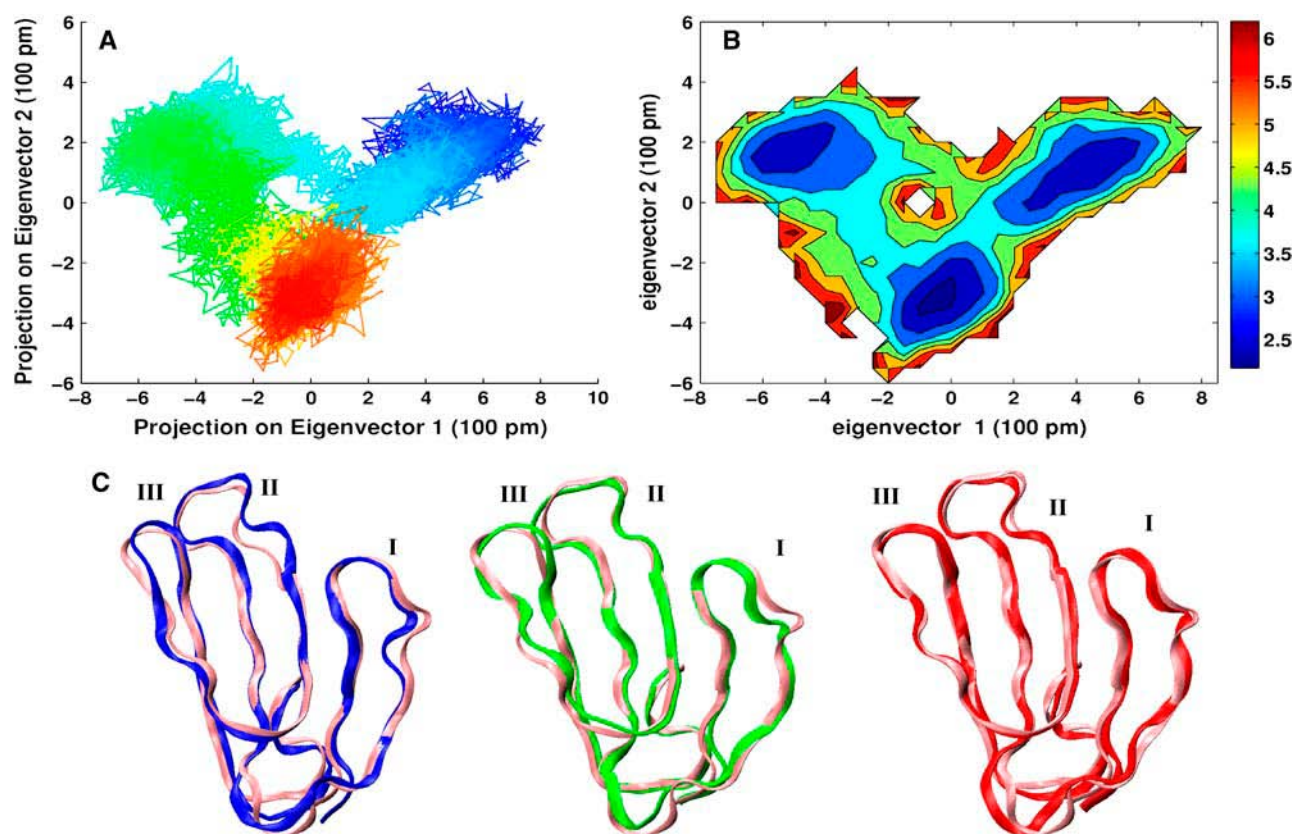 A
Projection on Eigenvector 2 (100 pm)
6
4
2
0
−2
−4
−6
−8 −6 −4 −2 0 2 4 6 8 10
Projection on Eigenvector 1 (100 pm)
B
eigenvector 2 (100 pm)
6
4
2
0
−2
−4
−6
−8 −6 −4 −2 0 2 4 6 8
eigenvector 1 (100 pm)
6
5.5
5
4.5
4
3.5
3
2.5
C
III II I
III II I
III II I